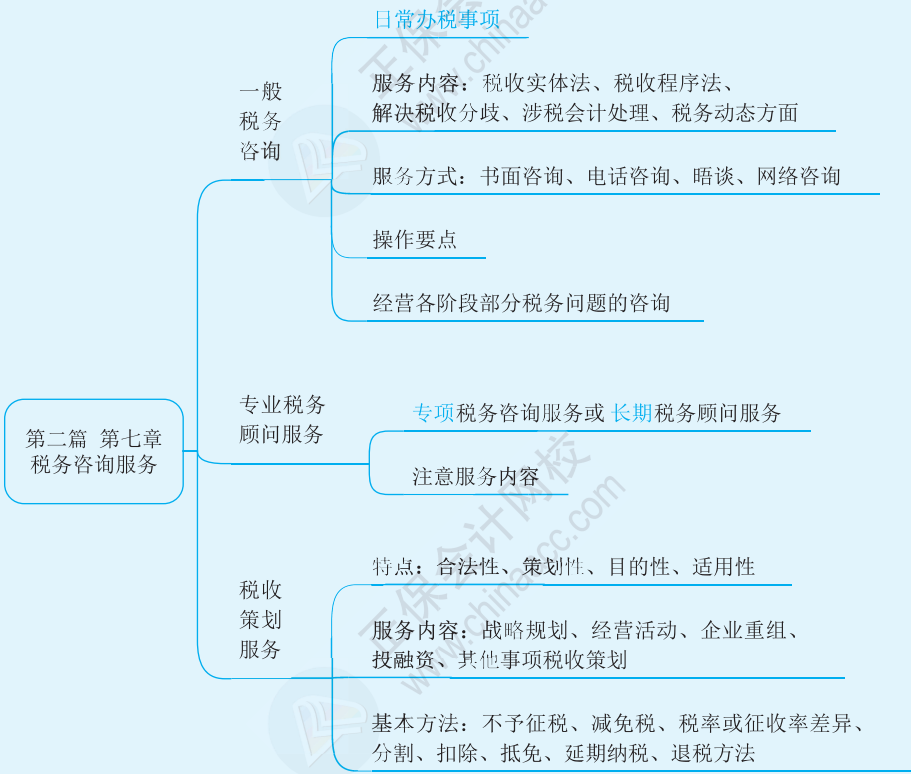 第二篇 第七章
税务咨询服务
一般
税务
咨询
日常办税事项
服务内容：税收实体法、税收程序法、
解决税收分歧、涉税会计处理、税务动态方面
服务方式：书面咨询、电话咨询、晤谈、网络咨询
操作要点
经营各阶段部分税务问题的咨询
专业税务
顾问服务
专项税务咨询服务或 长期税务顾问服务
注意服务内容
税收
策划
服务
特点：合法性、策划性、目的性、适用性
服务内容：战略规划、经营活动、企业重组、
投融资、其他事项税收策划
基本方法：不予征税、减免税、税率或征收率差异、
分割、扣除、抵免、延期纳税、退税方法
正保会计网校
www.chinaacc.com